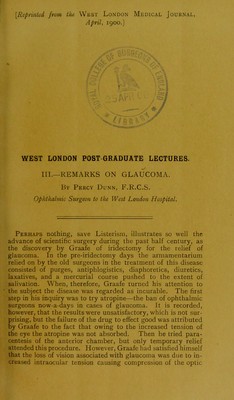 [Reprinted from the West London Medical Journal,
April, 1900.]
WEST LONDON POST-GRADUATE LECTURES.
III.—REMARKS ON GLAUCOMA.
By Percy Dunn, F.R.C.S.
Ophthalmic Surgeon to the West London Hospital.
Perhaps nothing, save Listerism, illustrates so well the
advance of scientific surgery during the past half century, as
the discovery by Graafe of iridectomy for the relief of
glaucoma. In the pre-iridectomy days the armamentarium
relied on by the old surgeons in the treatment of this disease
consisted of purges, antiphlogistics, diaphoretics, diuretics,
laxatives, and a mercurial course pushed to the extent of
salivation. When, therefore, Graafe turned his attention to
the subject the disease was regarded as incurable. The first
step in his inquiry was to try atropine—the ban of ophthalmic
surgeons now-a-days in cases of glaucoma. It is recorded,
however, that the results were unsatisfactory, which is not sur-
prising, but the failure of the drug to effect good was attributed
by Graafe to the fact that owing to the increased tension of
the eye the atropine was not absorbed. Then he tried para-
centesis of the anterior chamber, but only temporary relief
attended this procedure. However, Graafe had satisfied himself
that the loss of vision associated with glaucoma was due to in-
creased intraocular tension causing compression of the optic